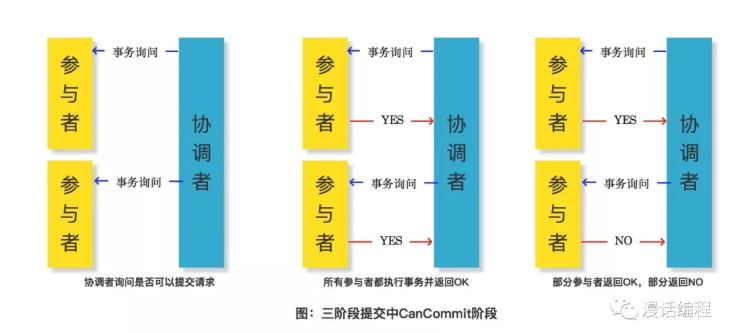 参与者
事务询问
参与者
事务询问
协调者
协调者询问是否可以提交请求
参与者
事务询问
YES
参与者
事务询问
YES
协调者
所有参与者都执行事务并返回OK
参与者
事务询问
YES
参与者
事务询问
NO
协调者
部分参与者返回OK，部分返回NO
图：三阶段提交中CanCommit阶段
漫话编程